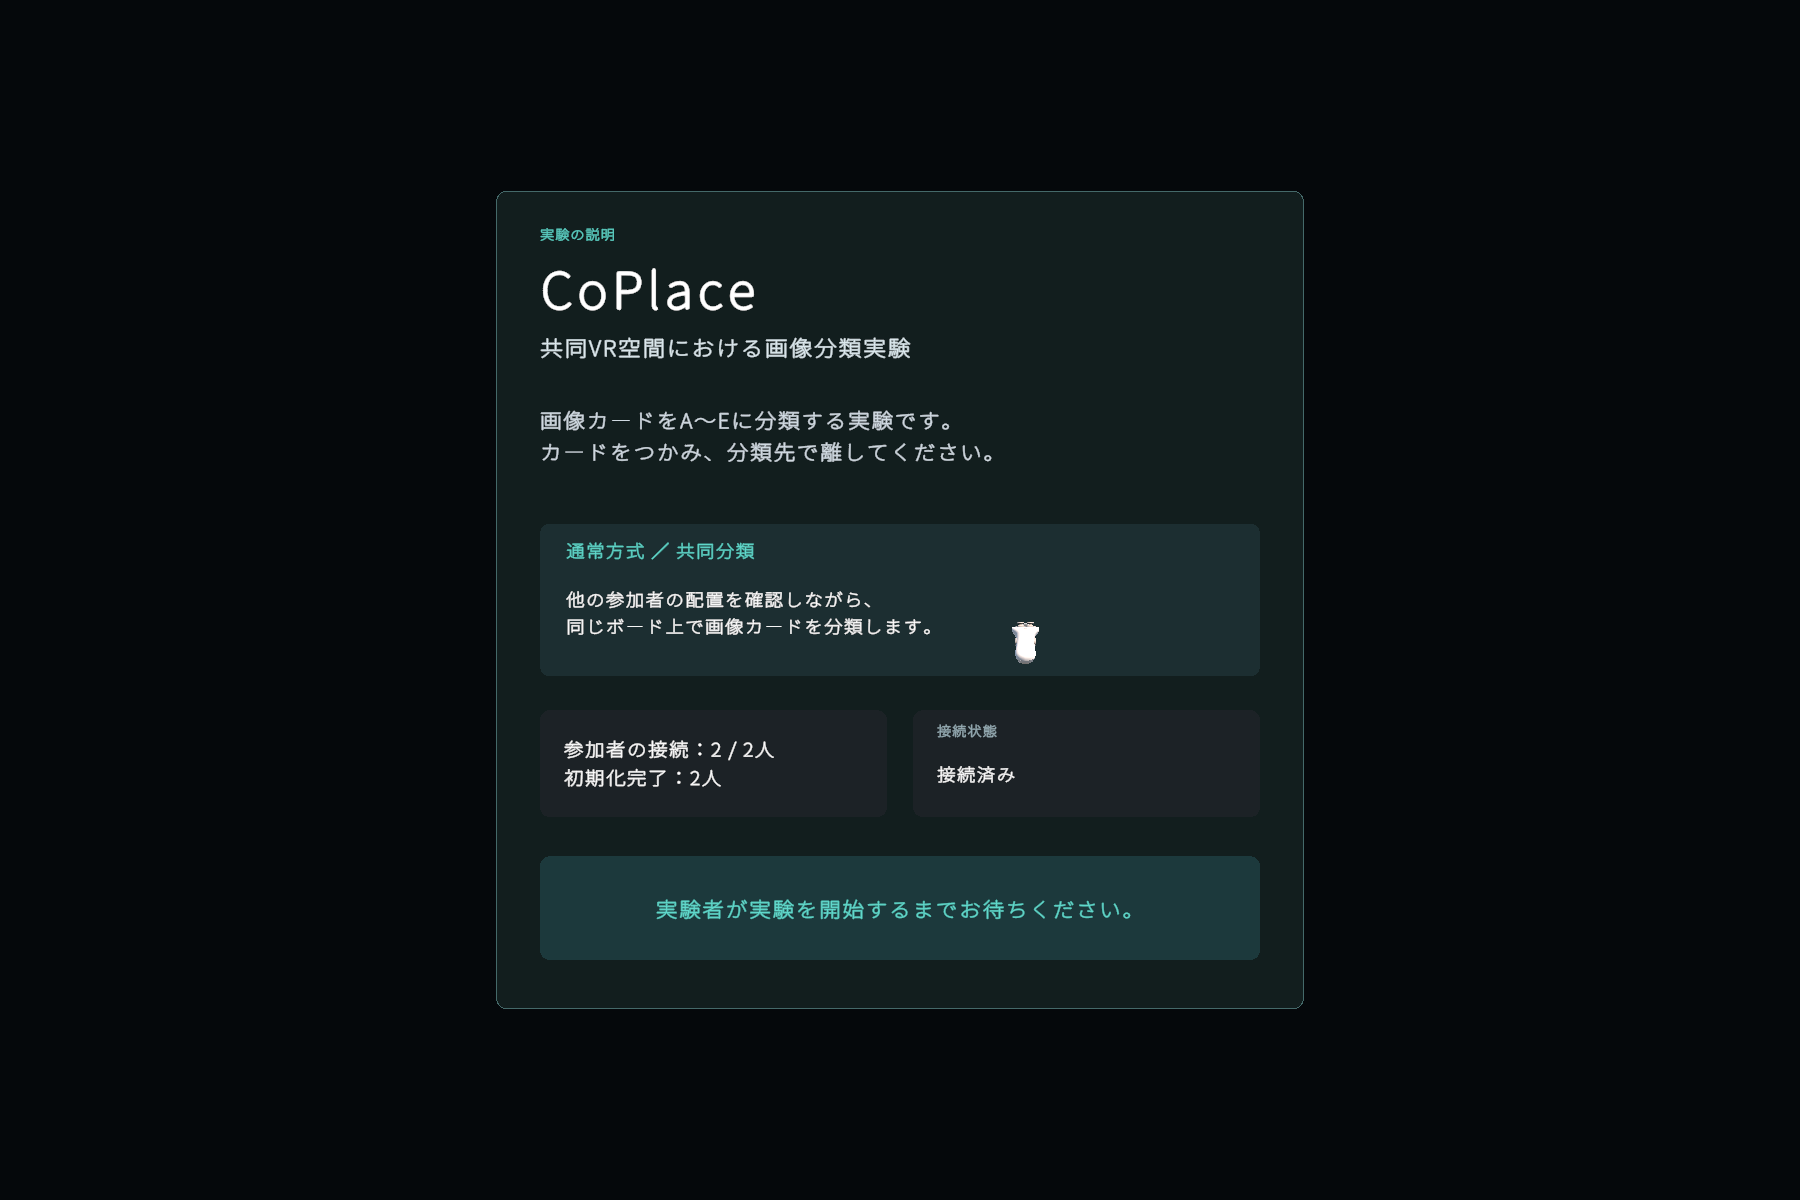 実験の説明
CoPlace
共同VR空間における画像分類実験
画像カードをA～Eに分類する実験です。
カードをつかみ、分類先で離してください。
通常方式 ／ 共同分類
他の参加者の配置を確認しながら、
同じボード上で画像カードを分類します。
参加者の接続：2 / 2人
初期化完了：2人
接続状態
接続済み
実験者が実験を開始するまでお待ちください。